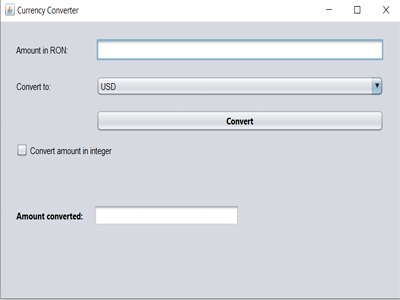 Currency Converter
Amount in RON:
Convert to:
USD
Convert
Convert amount in integer
Amount converted: